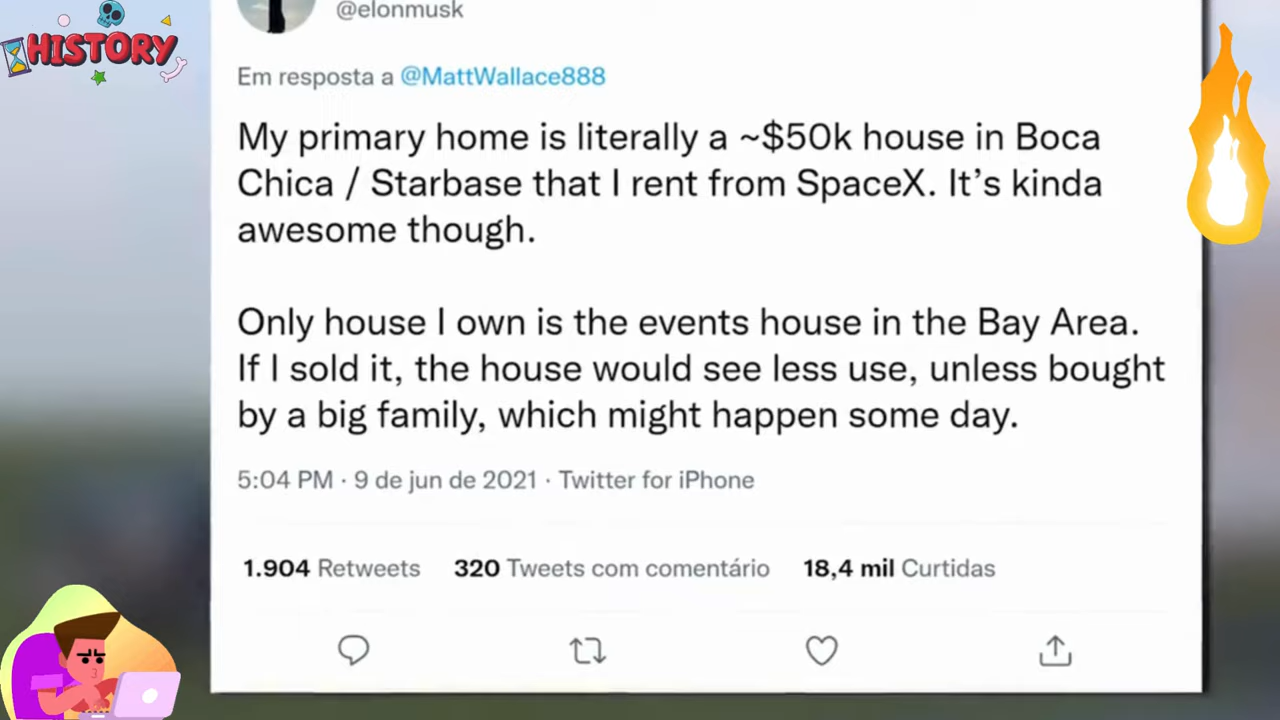 HISTORY
@elonmusk
Em resposta a @MattWallace888
My primary home is literally a ~$50k house in Boca
Chica / Starbase that I rent from SpaceX. It’s kinda
awesome though.
Only house I own is the events house in the Bay Area.
If I sold it, the house would see less use, unless bought
by a big family, which might happen some day.
5:04 PM · 9 de jun de 2021 · Twitter for iPhone
1.904 Retweets 320 Tweets com comentário 18,4 mil Curtidas